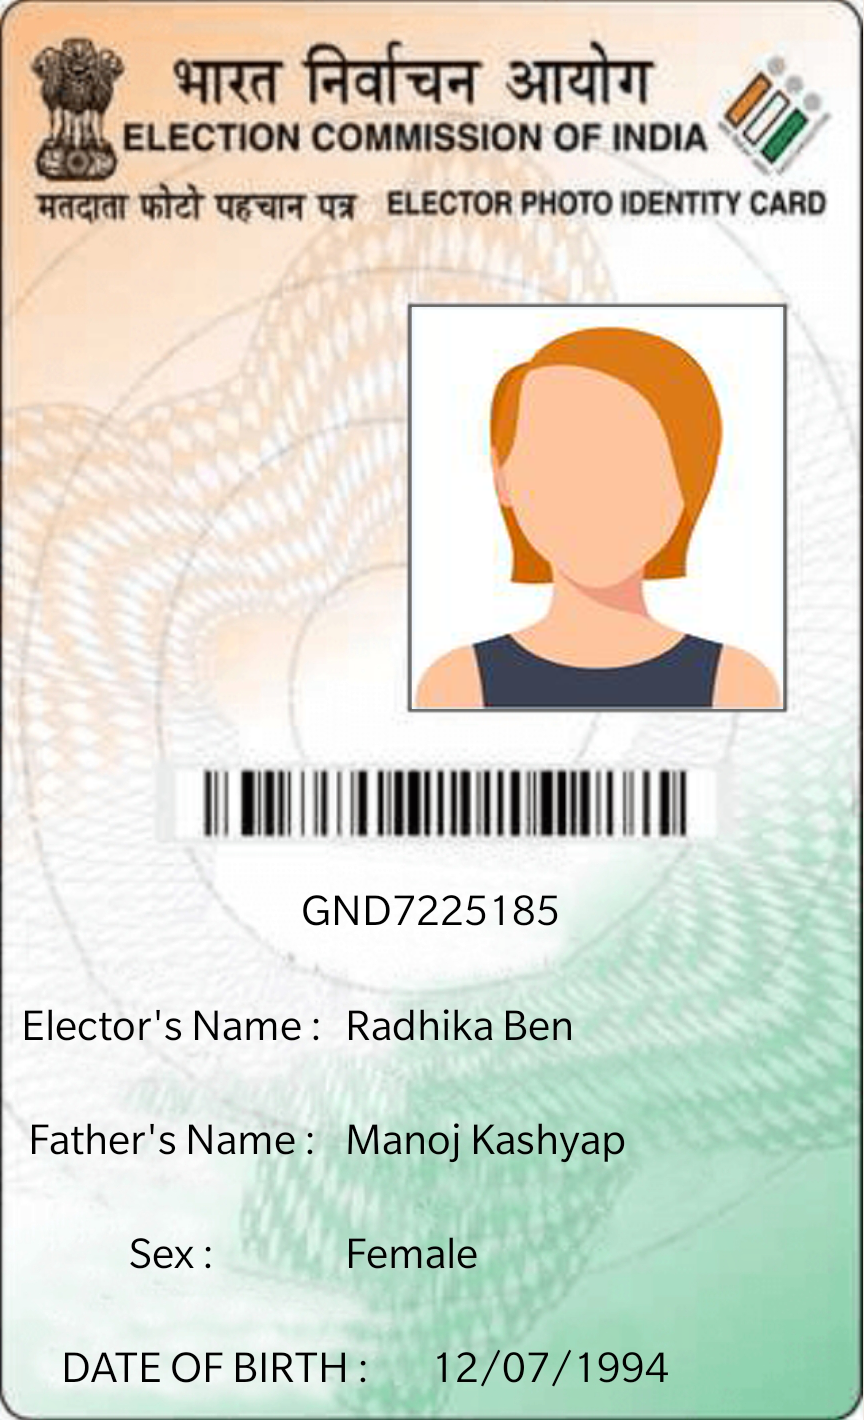 भारत निर्वाचन आयोग
ELECTION COMMISSION OF INDIA
मतदाता फोटो पहचान पत्र ELECTOR PHOTO IDENTITY CARD
GND7225185
Elector's Name : Radhika Ben
Father's Name : Manoj Kashyap
Sex : Female
DATE OF BIRTH : 12/07/1994